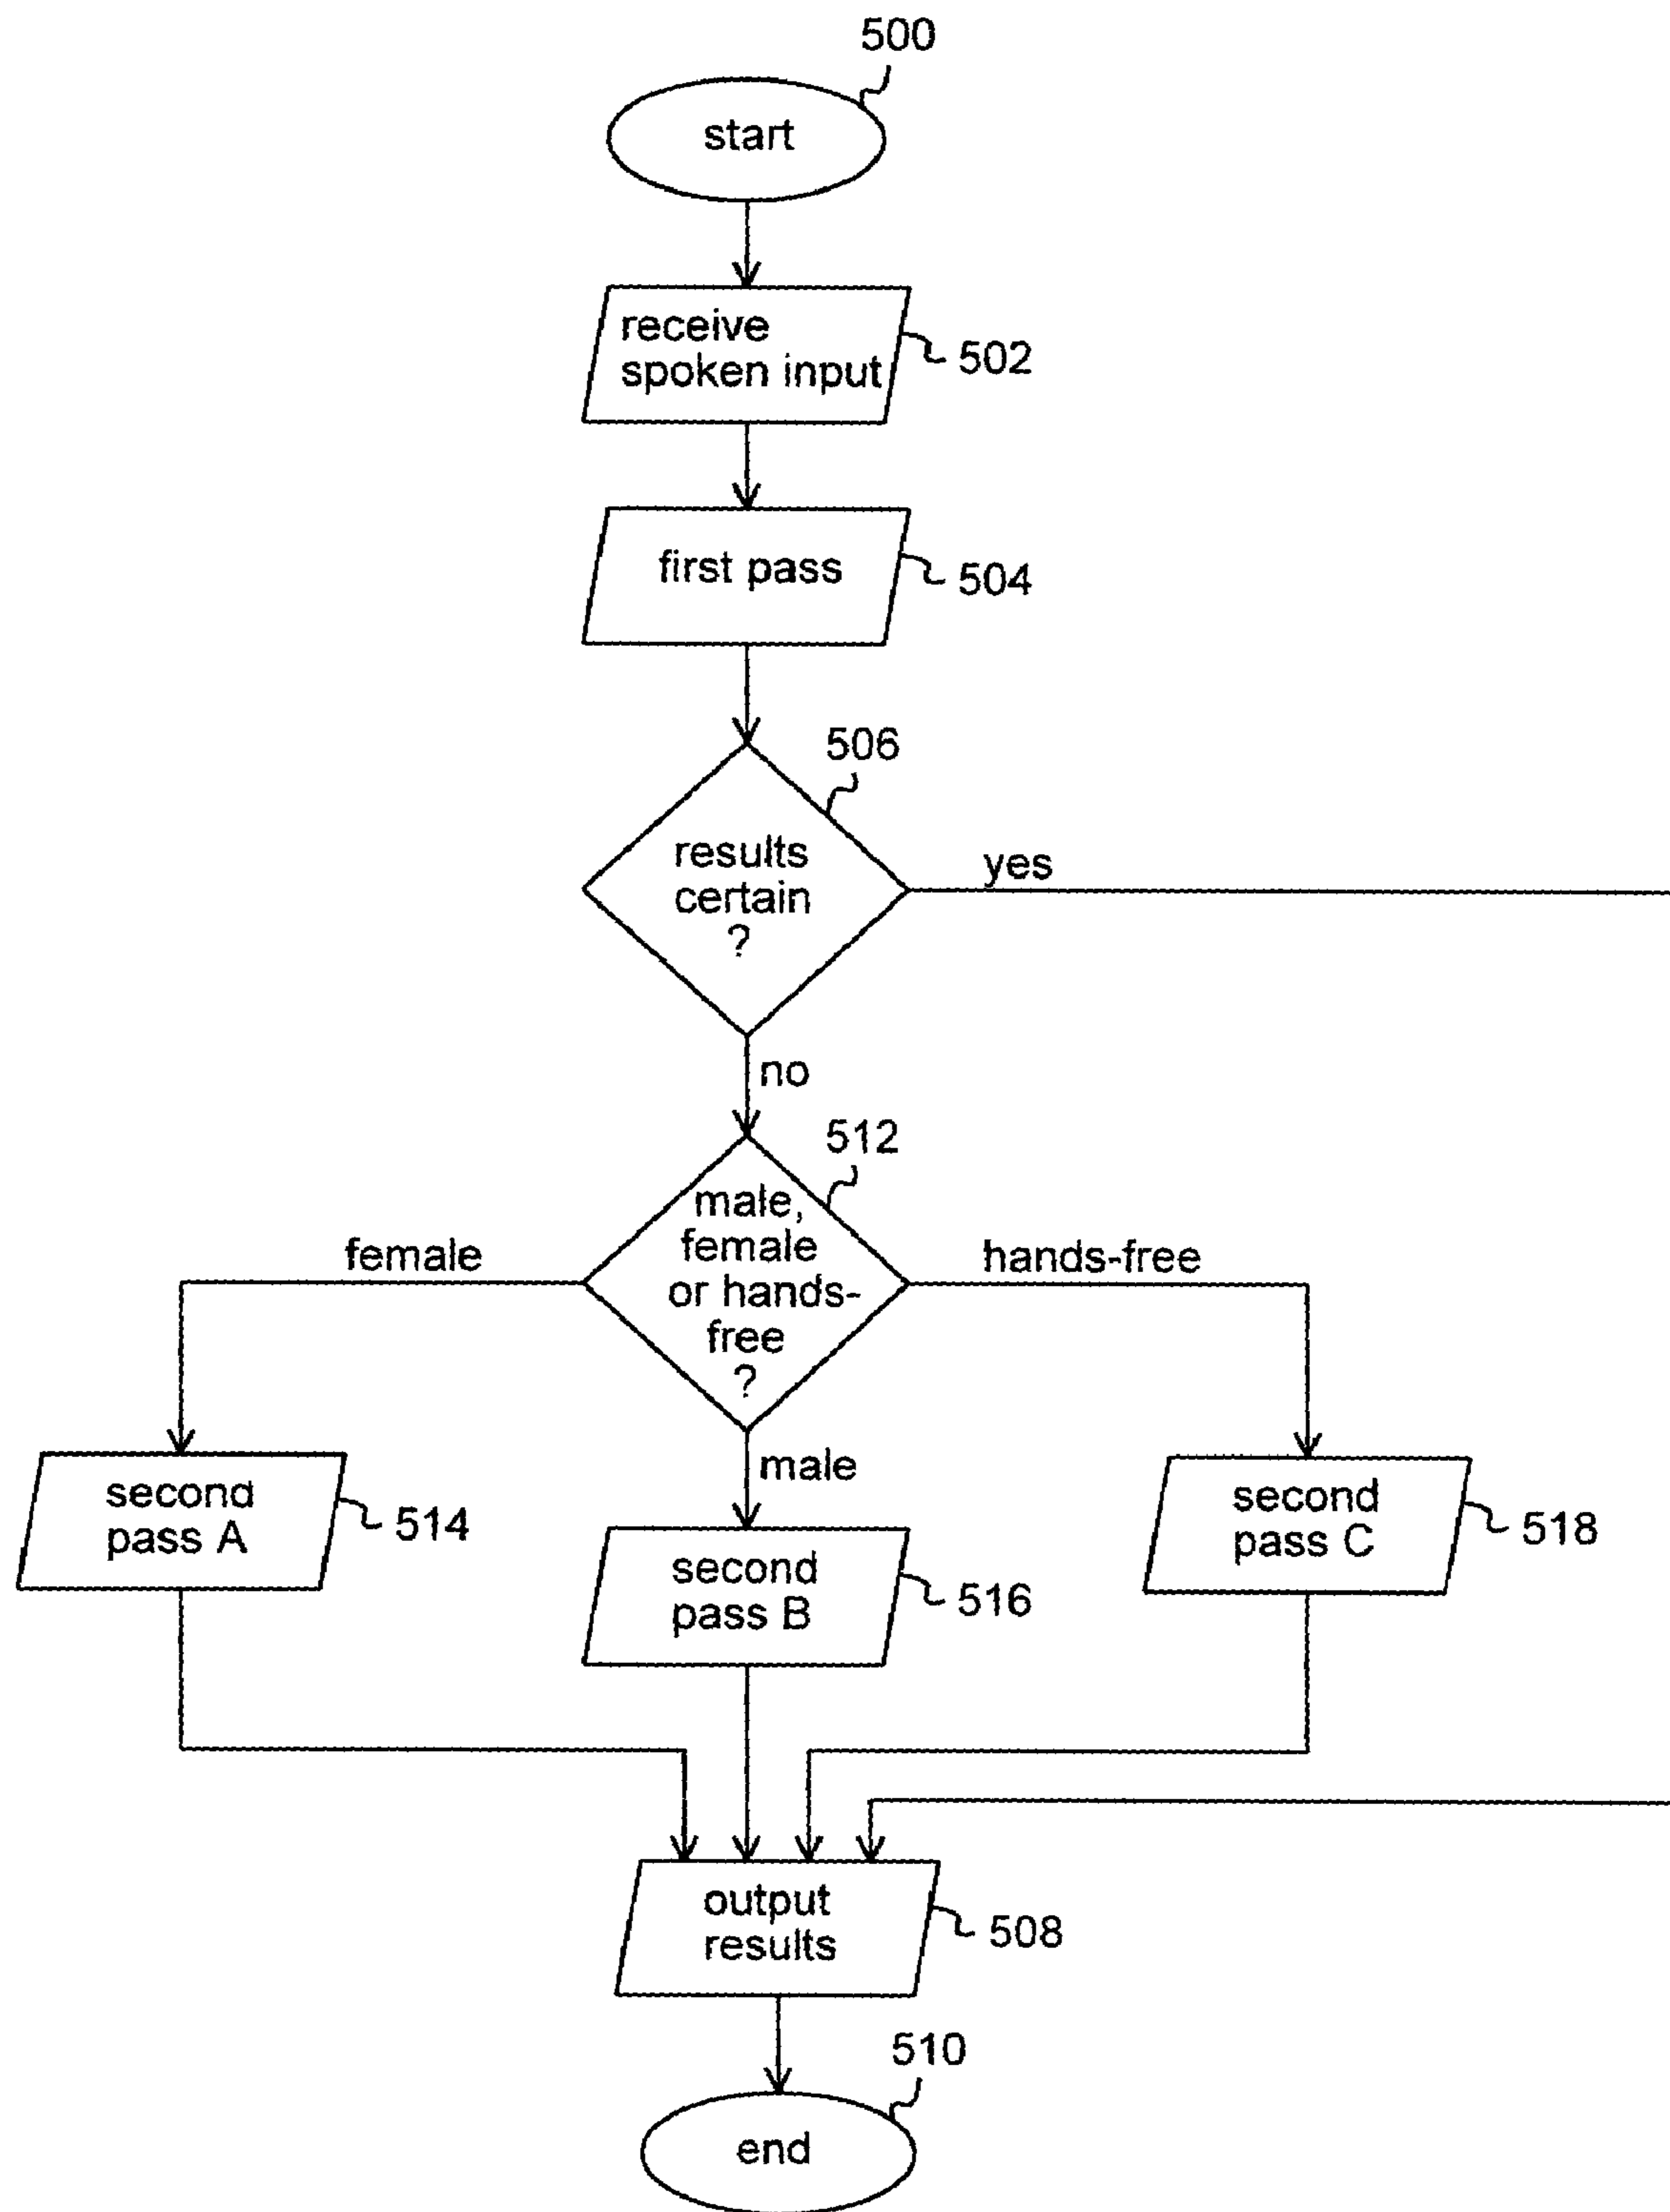 500
start
receive
spoken input
502
first pass
504
506
results
certain
?
yes
no
512
male,
female
or hands-
free
?
female
hands-free
male
second
pass A
514
second
pass B
516
second
pass C
518
output
results
508
510
end